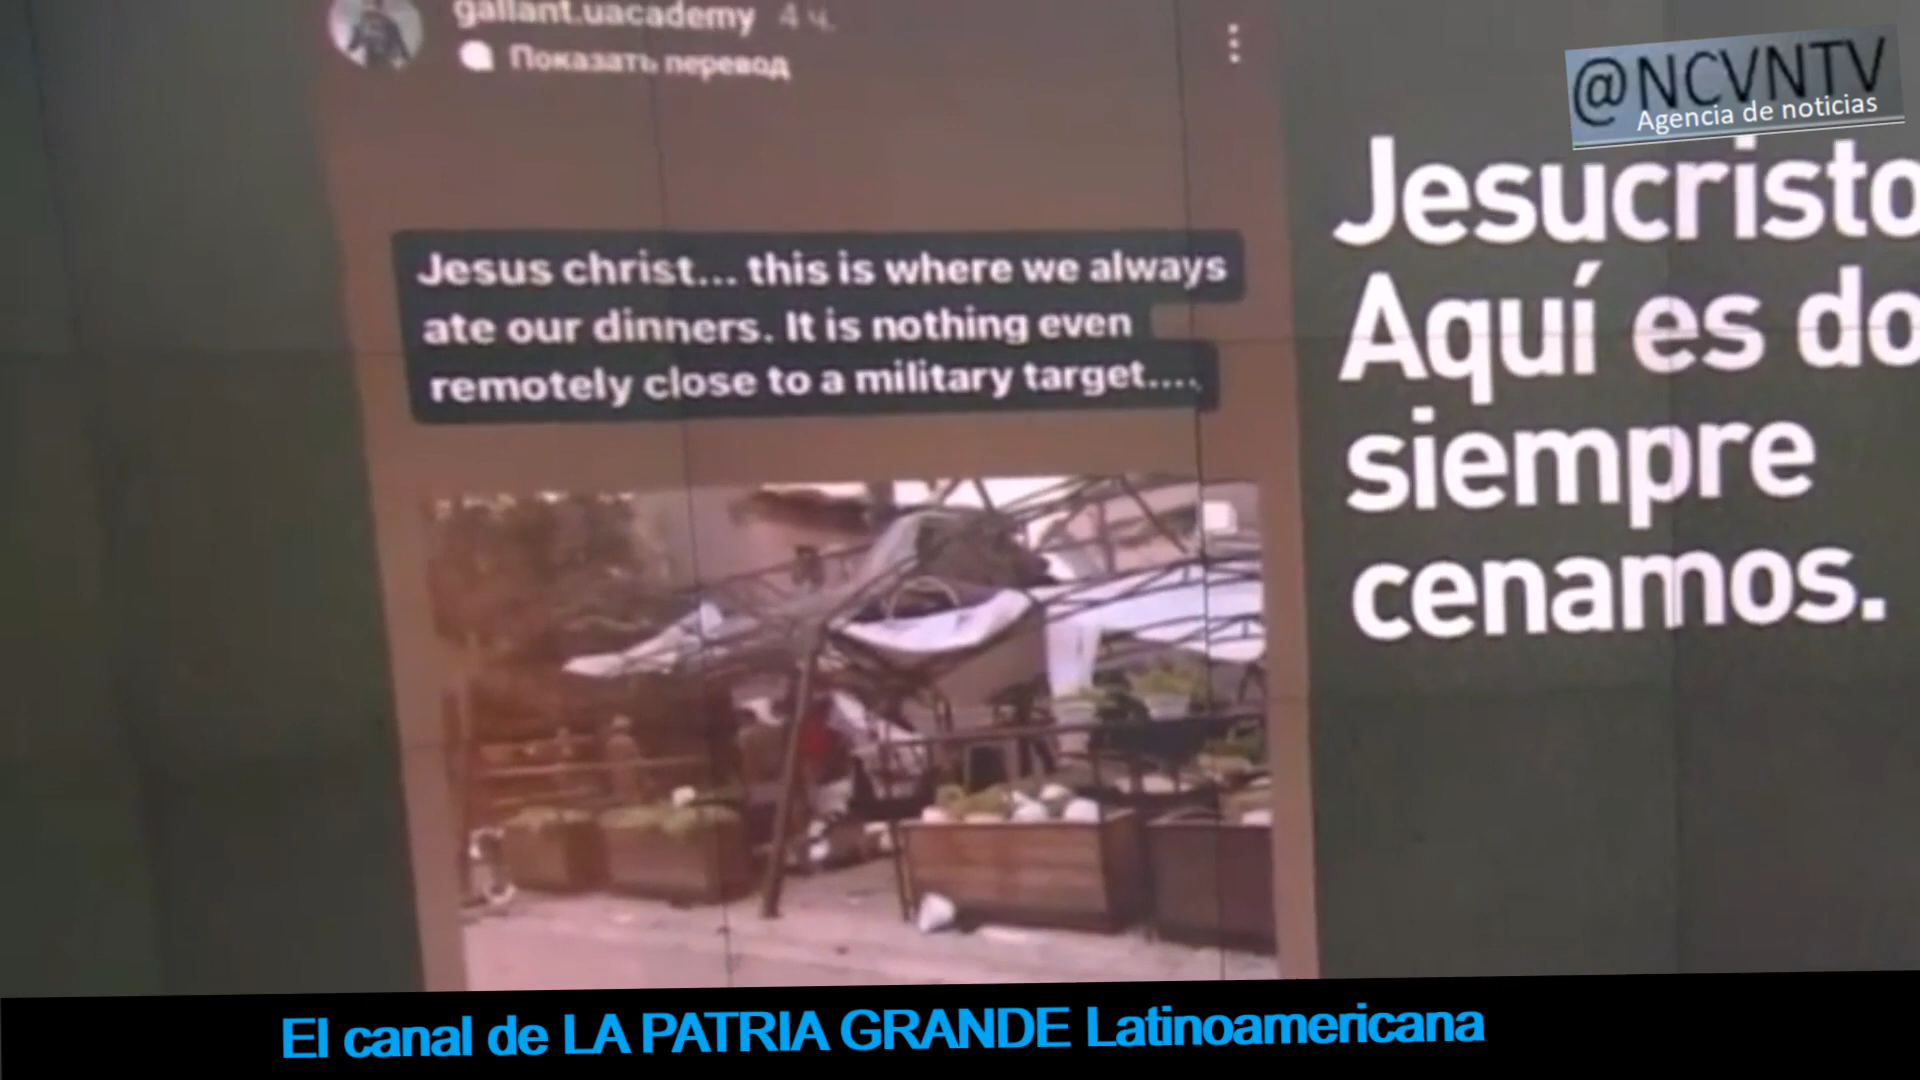 gallant.uacademy 4 ч.
Показать перевод
@NCVNTV
Agencia de noticias
Jesus christ... this is where we always
ate our dinners. It is nothing even
remotely close to a military target....
Jesucristo
Aquí es do
siempre
cenamos.
El canal de LA PATRIA GRANDE Latinoamericana